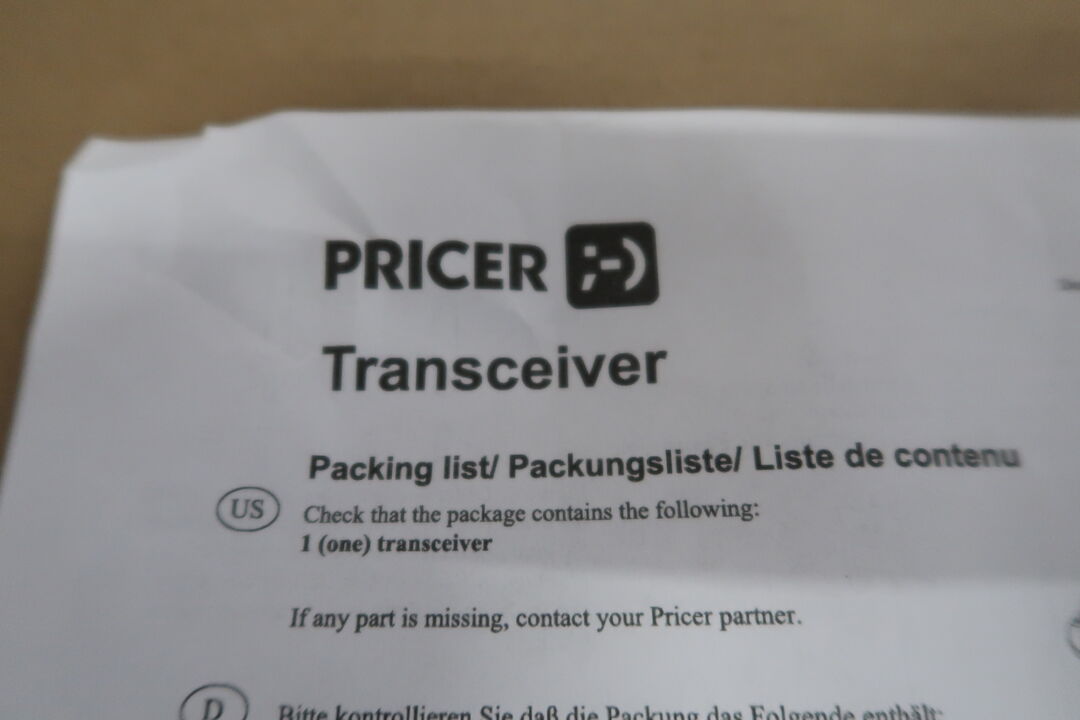 PRICER
Transceiver
Packing list/ Packungsliste/ Liste de contenu
US
Check that the package contains the following:
1 (one) transceiver
If any part is missing, contact your Pricer partner.
D
Bitte kontrollieren Sie daß die Packung das Folgende enthält: